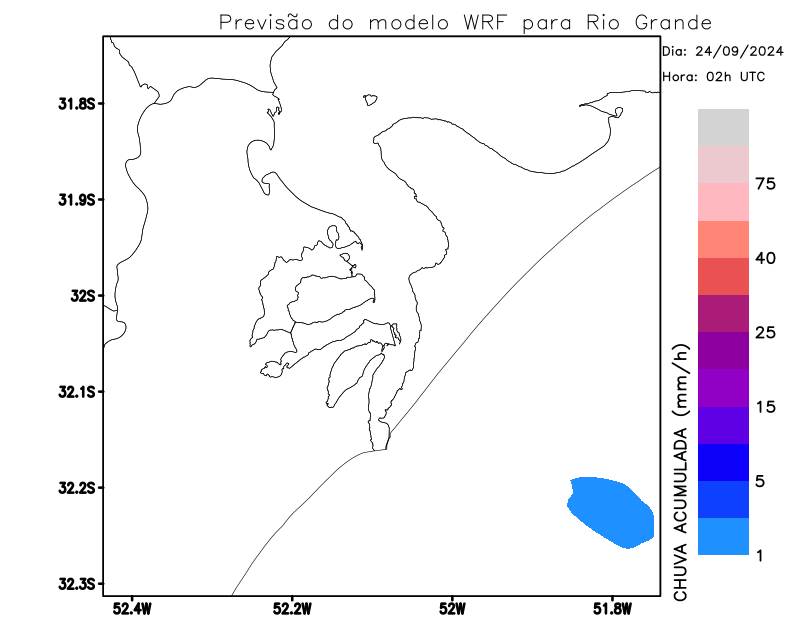 Previsão do modelo WRF para Rio Grande
Dia: 24/09/2024
Hora: 02h UTC
31.8S
31.9S
32S
32.1S
32.2S
32.3S
52.4W
52.2W
52W
51.8W
75
40
25
15
5
1
CHUVA ACUMULADA (mm/h)